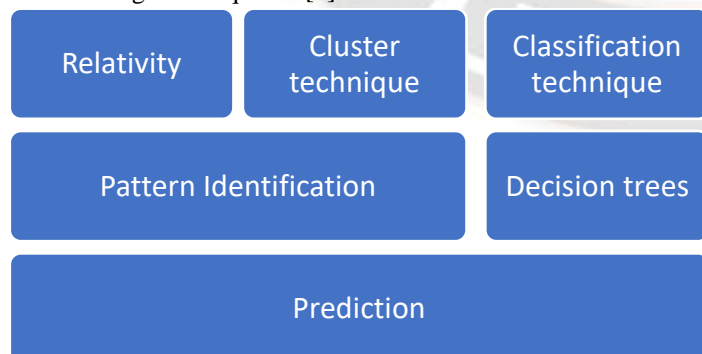 Relativity
Cluster
technique
Classification
technique
Pattern Identification
Decision trees
Prediction